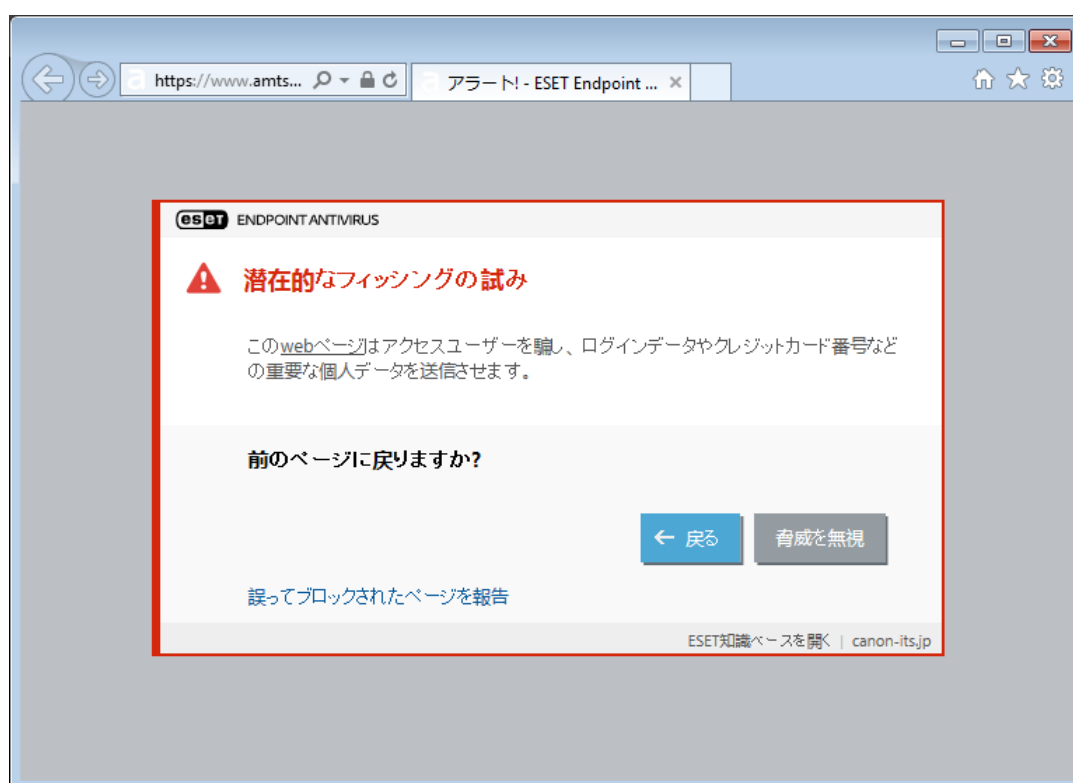 https://www.amts...
アラート! - ESET Endpoint ...
eset ENDPOINT ANTIVIRUS
潜在的なフィッシングの試み
このwebページはアクセスユーザーを騙し、ログインデータやクレジットカード番号など
の重要な個人データを送信させます。
前のページに戻りますか?
← 戻る
脅威を無視
誤ってブロックされたページを報告
ESET知識ベースを開く | canon-its.jp